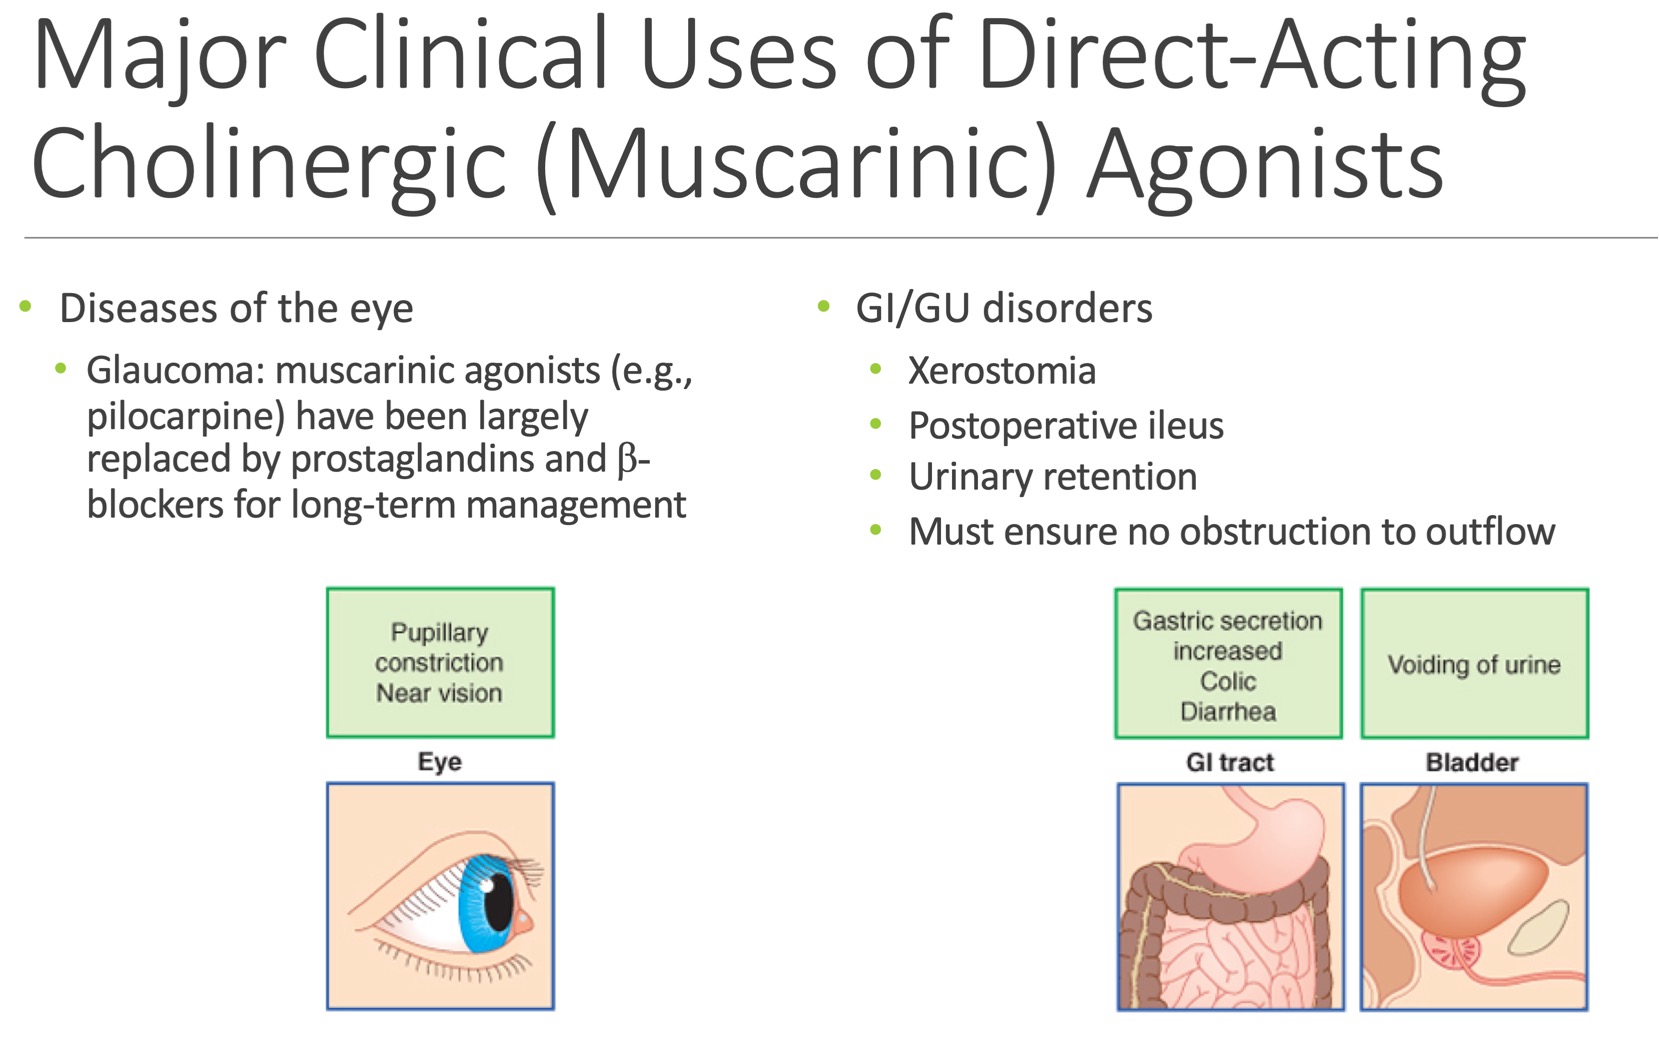 Major Clinical Uses of Direct-Acting
Cholinergic (Muscarinic) Agonists
• Diseases of the eye
• Glaucoma: muscarinic agonists (e.g.,
pilocarpine) have been largely
replaced by prostaglandins and β-
blockers for long-term management
• GI/GU disorders
• Xerostomia
• Postoperative ileus
• Urinary retention
• Must ensure no obstruction to outflow
Pupillary
constriction
Near vision
Eye
Gastric secretion
increased
Colic
Diarrhea
GI tract
Voiding of urine
Bladder